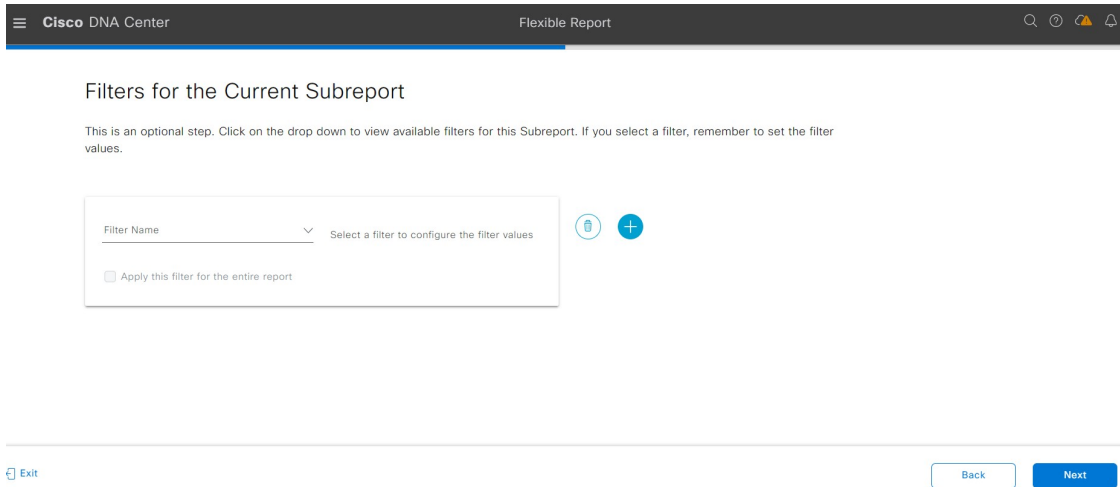 Cisco DNA Center
Flexible Report
Filters for the Current Subreport
This is an optional step. Click on the drop down to view available filters for this Subreport. If you select a filter, remember to set the filter
values.
Filter Name
Select a filter to configure the filter values
Apply this filter for the entire report
Exit
Back
Next